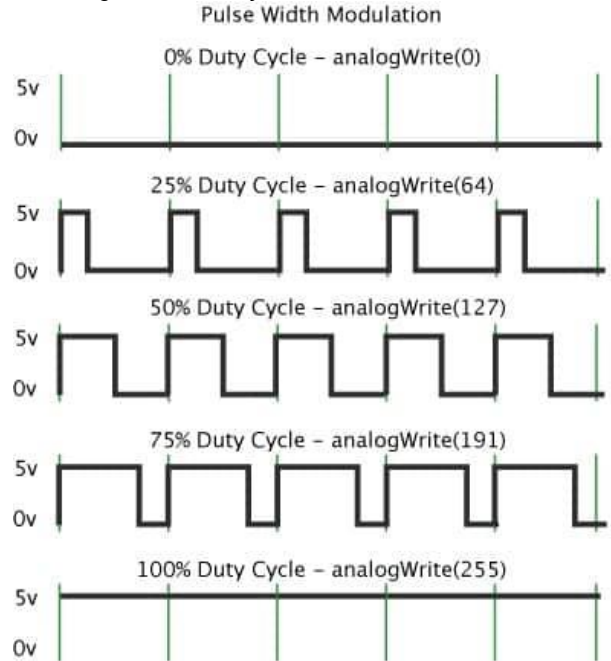 Pulse Width Modulation
0% Duty Cycle – analogWrite(0)
5v
0v
25% Duty Cycle – analogWrite(64)
5v
0v
50% Duty Cycle – analogWrite(127)
5v
0v
75% Duty Cycle – analogWrite(191)
5v
0v
100% Duty Cycle – analogWrite(255)
5v
0v